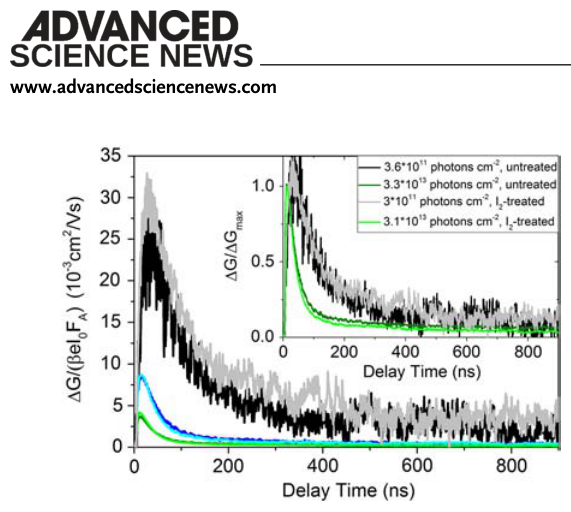 ADVANCED
SCIENCE NEWS
www.advancedsciencenews.com
ΔG/(βeI₀F_A) (10⁻³cm²/Vs)
35
30
25
20
15
10
5
0
0
200
400
600
800
Delay Time (ns)
ΔG/ΔG_max
1.0
0.5
0.0
0
200
400
600
800
Delay Time (ns)
3.6*10¹¹ photons cm⁻², untreated
3.3*10¹³ photons cm⁻², untreated
3*10¹¹ photons cm⁻², I₂-treated
3.1*10¹³ photons cm⁻², I₂-treated